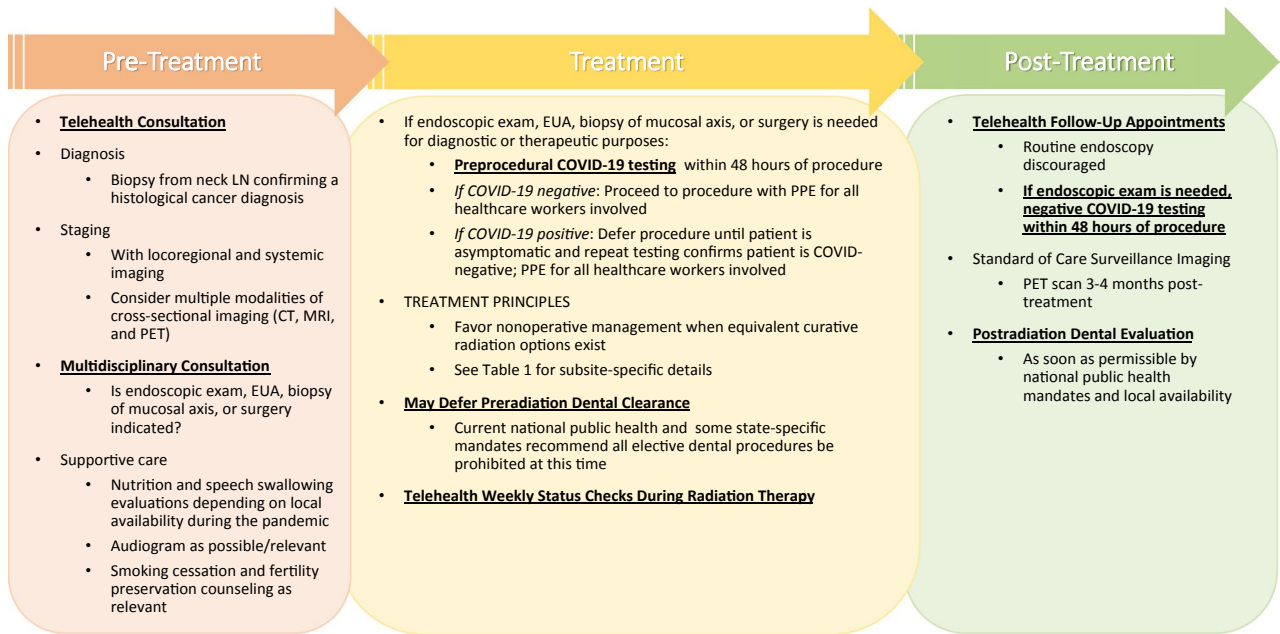 Pre-Treatment
• Telehealth Consultation
• Diagnosis
• Biopsy from neck LN confirming a
histological cancer diagnosis
• Staging
• With locoregional and systemic
imaging
• Consider multiple modalities of
cross-sectional imaging (CT, MRI,
and PET)
• Multidisciplinary Consultation
• Is endoscopic exam, EUA, biopsy
of mucosal axis, or surgery
indicated?
• Supportive care
• Nutrition and speech swallowing
evaluations depending on local
availability during the pandemic
• Audiogram as possible/relevant
• Smoking cessation and fertility
preservation counseling as
relevant
Treatment
• If endoscopic exam, EUA, biopsy of mucosal axis, or surgery is needed
for diagnostic or therapeutic purposes:
• Preprocedural COVID-19 testing within 48 hours of procedure
• If COVID-19 negative: Proceed to procedure with PPE for all
healthcare workers involved
• If COVID-19 positive: Defer procedure until patient is
asymptomatic and repeat testing confirms patient is COVID-
negative; PPE for all healthcare workers involved
• TREATMENT PRINCIPLES
• Favor nonoperative management when equivalent curative
radiation options exist
• See Table 1 for subsite-specific details
• May Defer Preradiation Dental Clearance
• Current national public health and some state-specific
mandates recommend all elective dental procedures be
prohibited at this time
• Telehealth Weekly Status Checks During Radiation Therapy
Post-Treatment
• Telehealth Follow-Up Appointments
• Routine endoscopy
discouraged
• If endoscopic exam is needed,
negative COVID-19 testing
within 48 hours of procedure
• Standard of Care Surveillance Imaging
• PET scan 3-4 months post-
treatment
• Postradiation Dental Evaluation
• As soon as permissible by
national public health
mandates and local availability